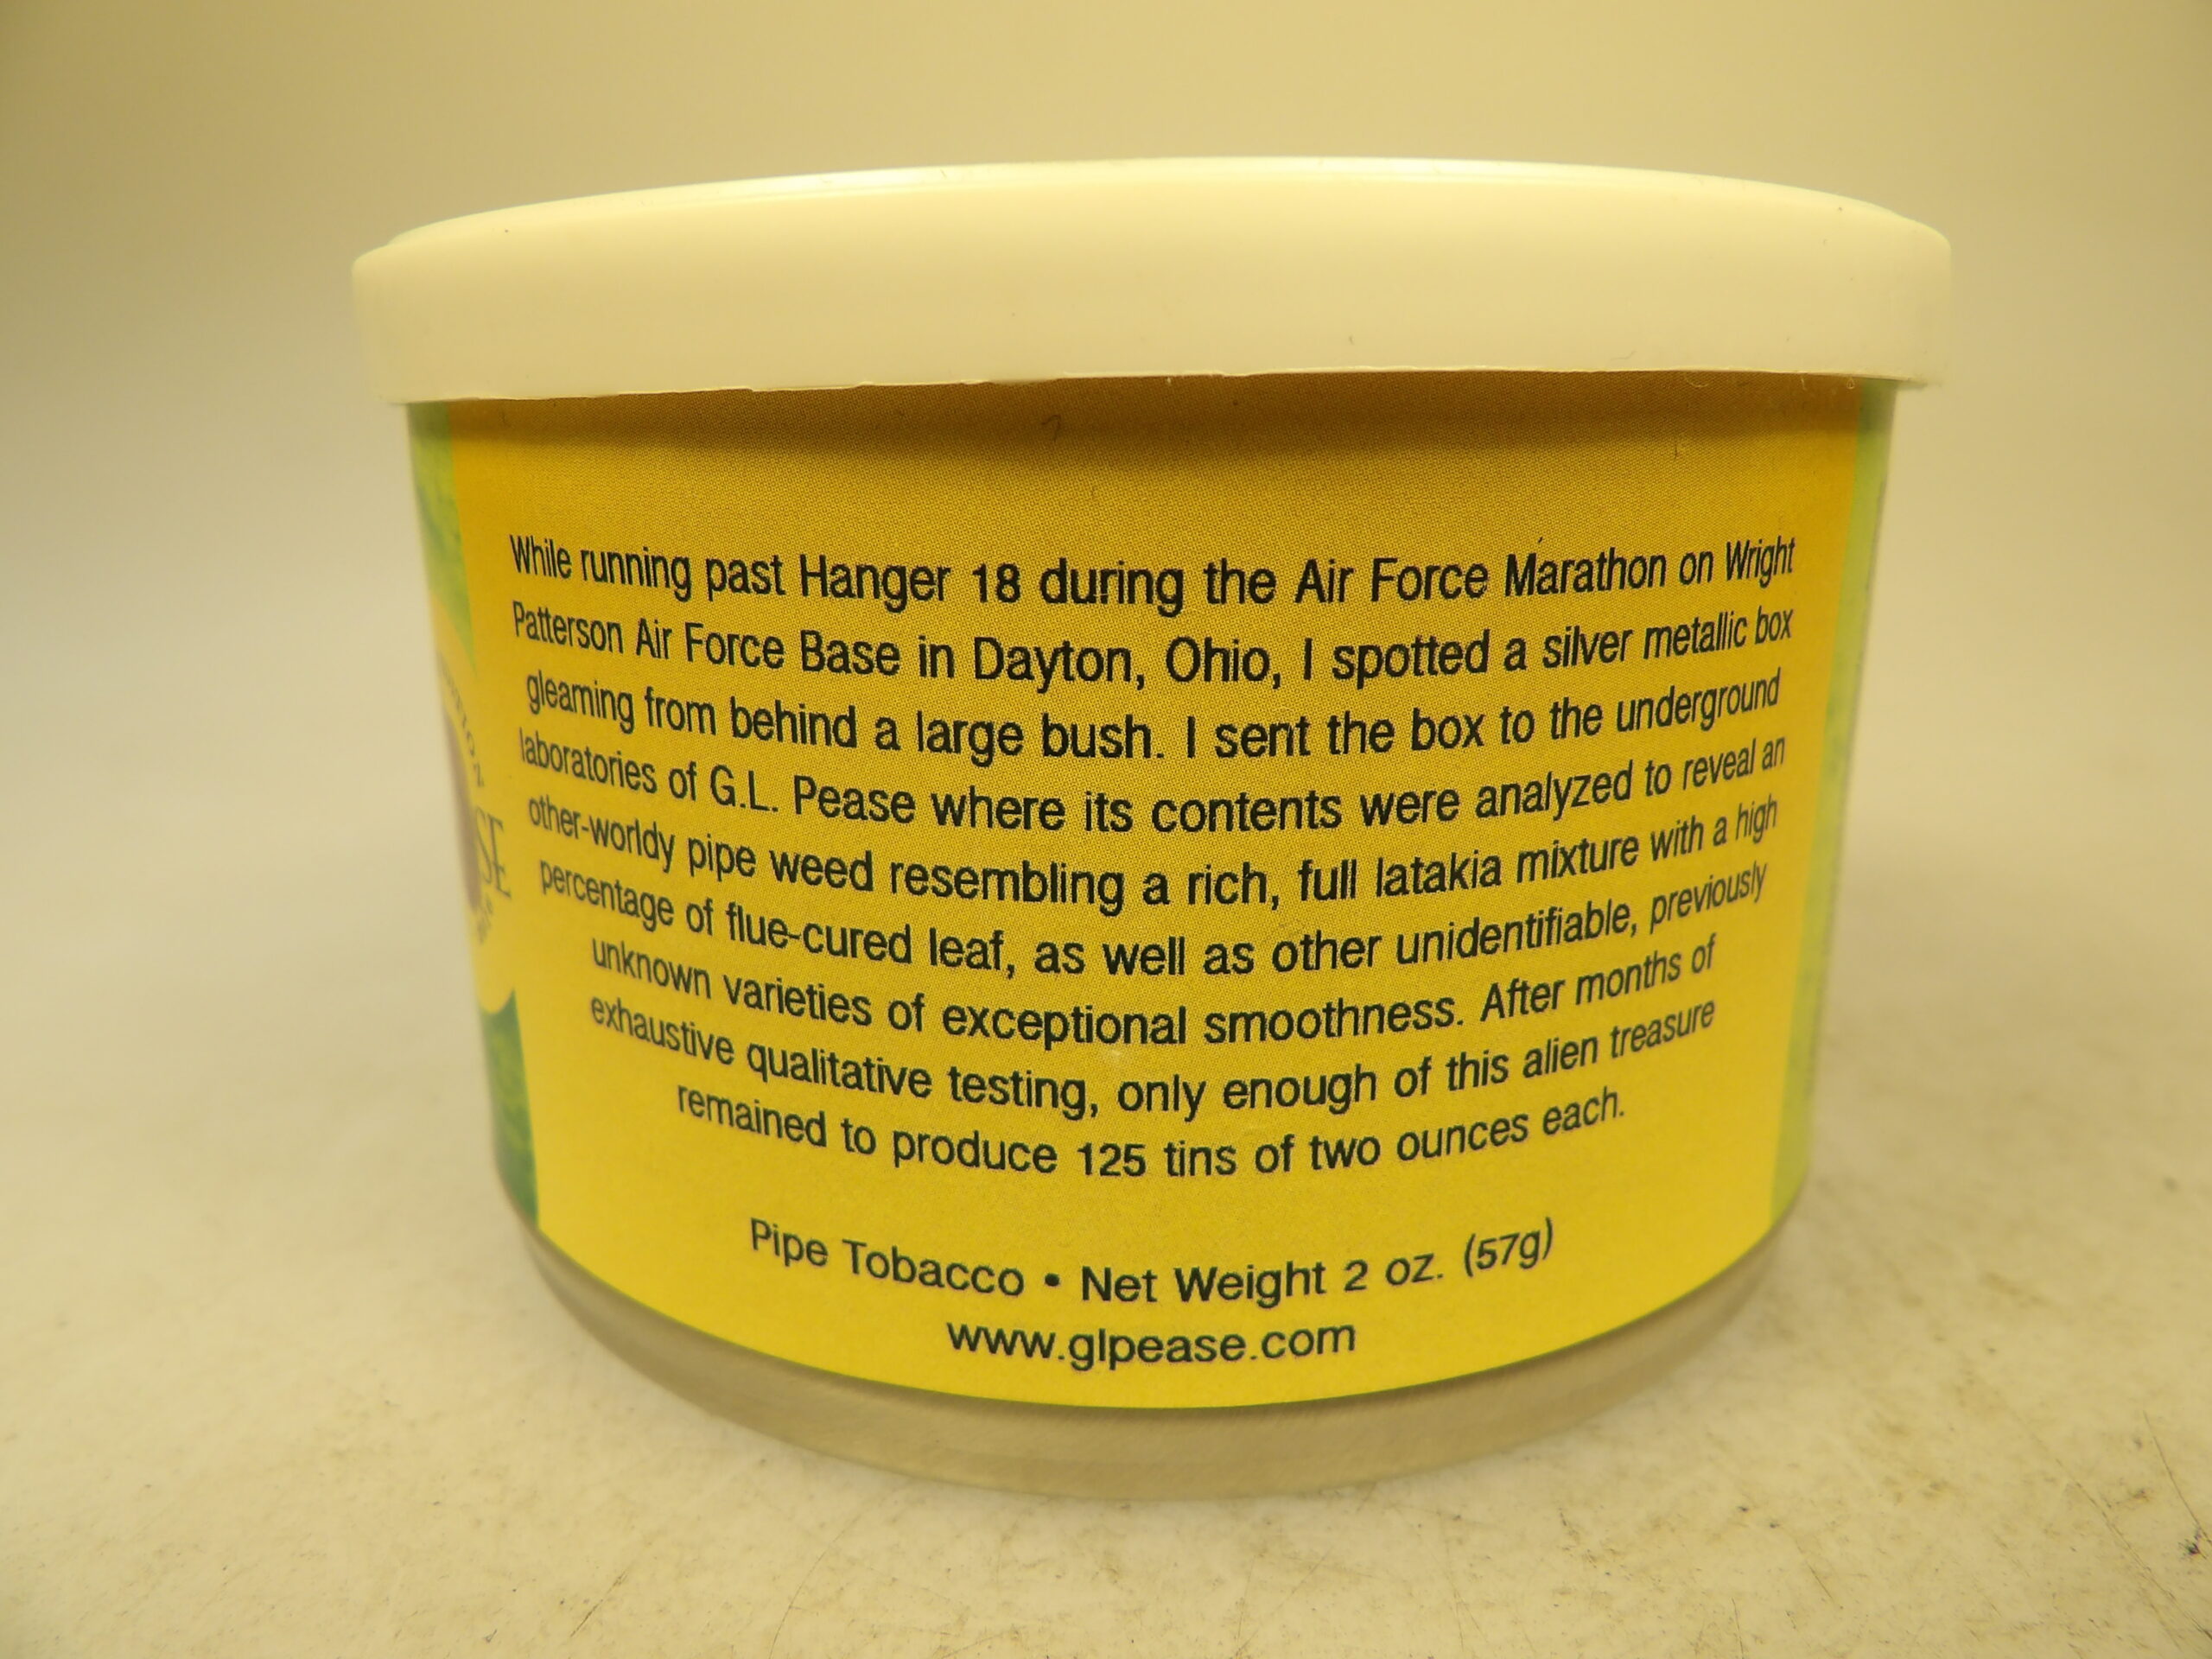 While running past Hanger 18 during the Air Force Marathon on Wright
Patterson Air Force Base in Dayton, Ohio, I spotted a silver metallic box
gleaming from behind a large bush. I sent the box to the underground
laboratories of G.L. Pease where its contents were analyzed to reveal an
other-worldy pipe weed resembling a rich, full latakia mixture with a high
percentage of flue-cured leaf, as well as other unidentifiable, previously
unknown varieties of exceptional smoothness. After months of
exhaustive qualitative testing, only enough of this alien treasure
remained to produce 125 tins of two ounces each.
Pipe Tobacco • Net Weight 2 oz. (57g)
www.glpease.com